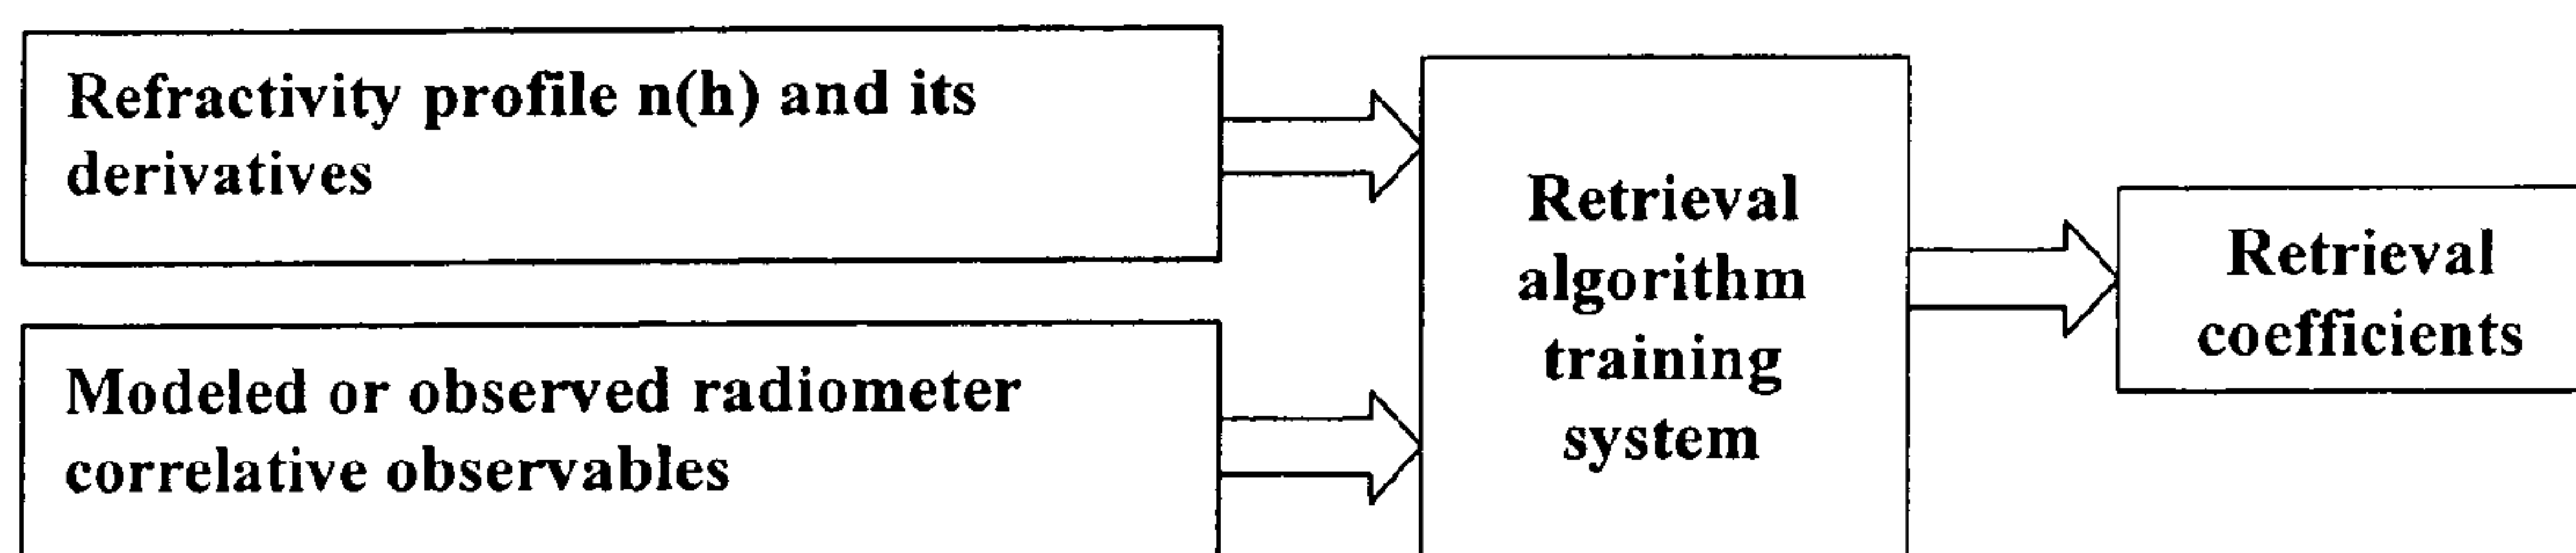 Refractivity profile n(h) and its
derivatives
Modeled or observed radiometer
correlative observables
Retrieval
algorithm
training
system
Retrieval
coefficients